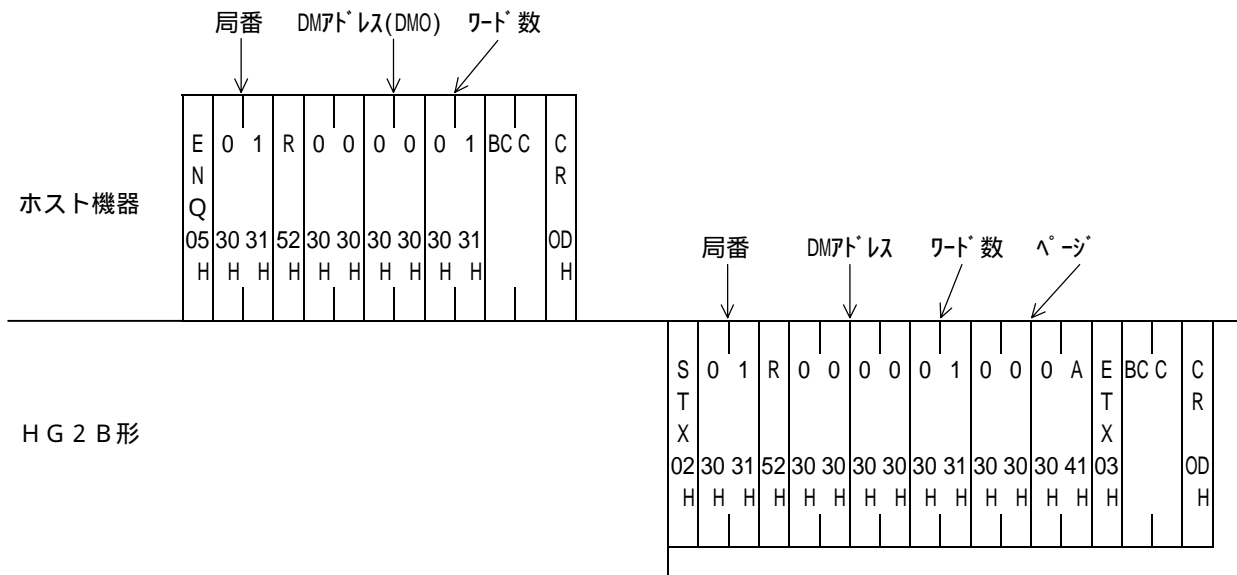 局番 DMアドレス(DM0) ワード数
E 0 1 R 0 0 0 0 0 1 BC C C
N R
ホスト機器
Q
05 30 31 52 30 30 30 30 30 31 0D
H H H H H H H H H H H
局番 DMアドレス ワード数 ページ
S 0 1 R 0 0 0 0 0 1 0 0 0 A E BC C C
T T R
HG2B形
X X
02 30 31 52 30 30 30 30 30 31 30 30 30 41 03 0D
H H H H H H H H H H H H H H H H